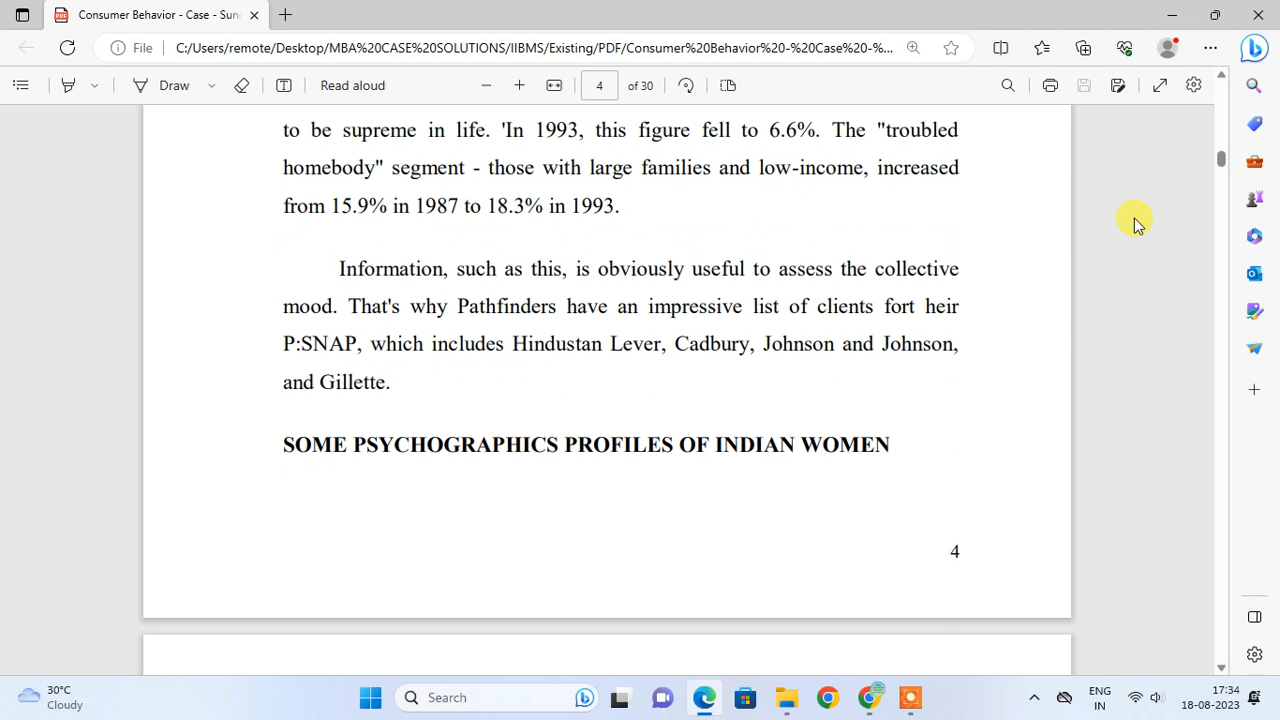 Consumer Behavior - Case - Sun
File
C:/Users/remote/Desktop/MBA%20CASE%20SOLUTIONS/IIBMS/Existing/PDF/Consumer%20Behavior%20-%20Case%20-%...
Draw
Read aloud
4 of 30
to be supreme in life. 'In 1993, this figure fell to 6.6%. The "troubled
homebody" segment - those with large families and low-income, increased
from 15.9% in 1987 to 18.3% in 1993.
Information, such as this, is obviously useful to assess the collective
mood. That's why Pathfinders have an impressive list of clients fort heir
P:SNAP, which includes Hindustan Lever, Cadbury, Johnson and Johnson,
and Gillette.
SOME PSYCHOGRAPHICS PROFILES OF INDIAN WOMEN
4
30°C
Cloudy
Search
ENG
IN
17:34
18-08-2023